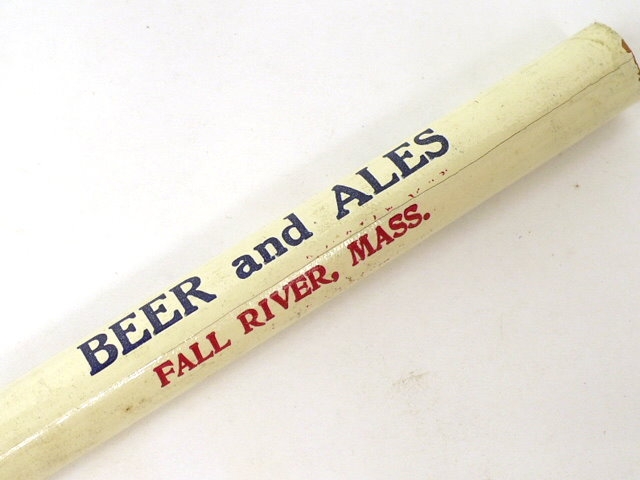 BEER and ALES
FALL RIVER, MASS.